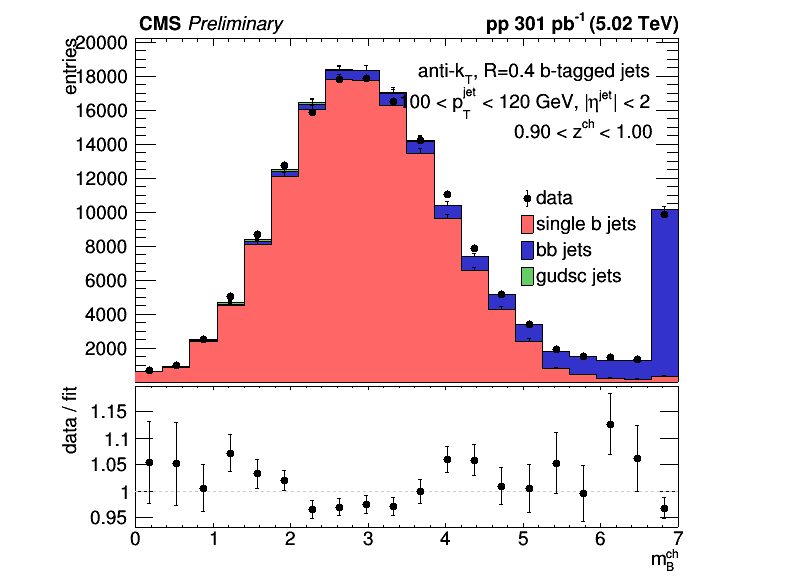 CMS Preliminary pp 301 pb⁻¹ (5.02 TeV)
entries
20000
18000
16000
14000
12000
10000
8000
6000
4000
2000
anti-k_T, R=0.4 b-tagged jets
100 < p_T^jet < 120 GeV, |η^jet| < 2
0.90 < z^ch < 1.00
data
single b jets
bb jets
gudsc jets
data / fit
1.15
1.1
1.05
1
0.95
0 1 2 3 4 5 6 7
m_B^ch